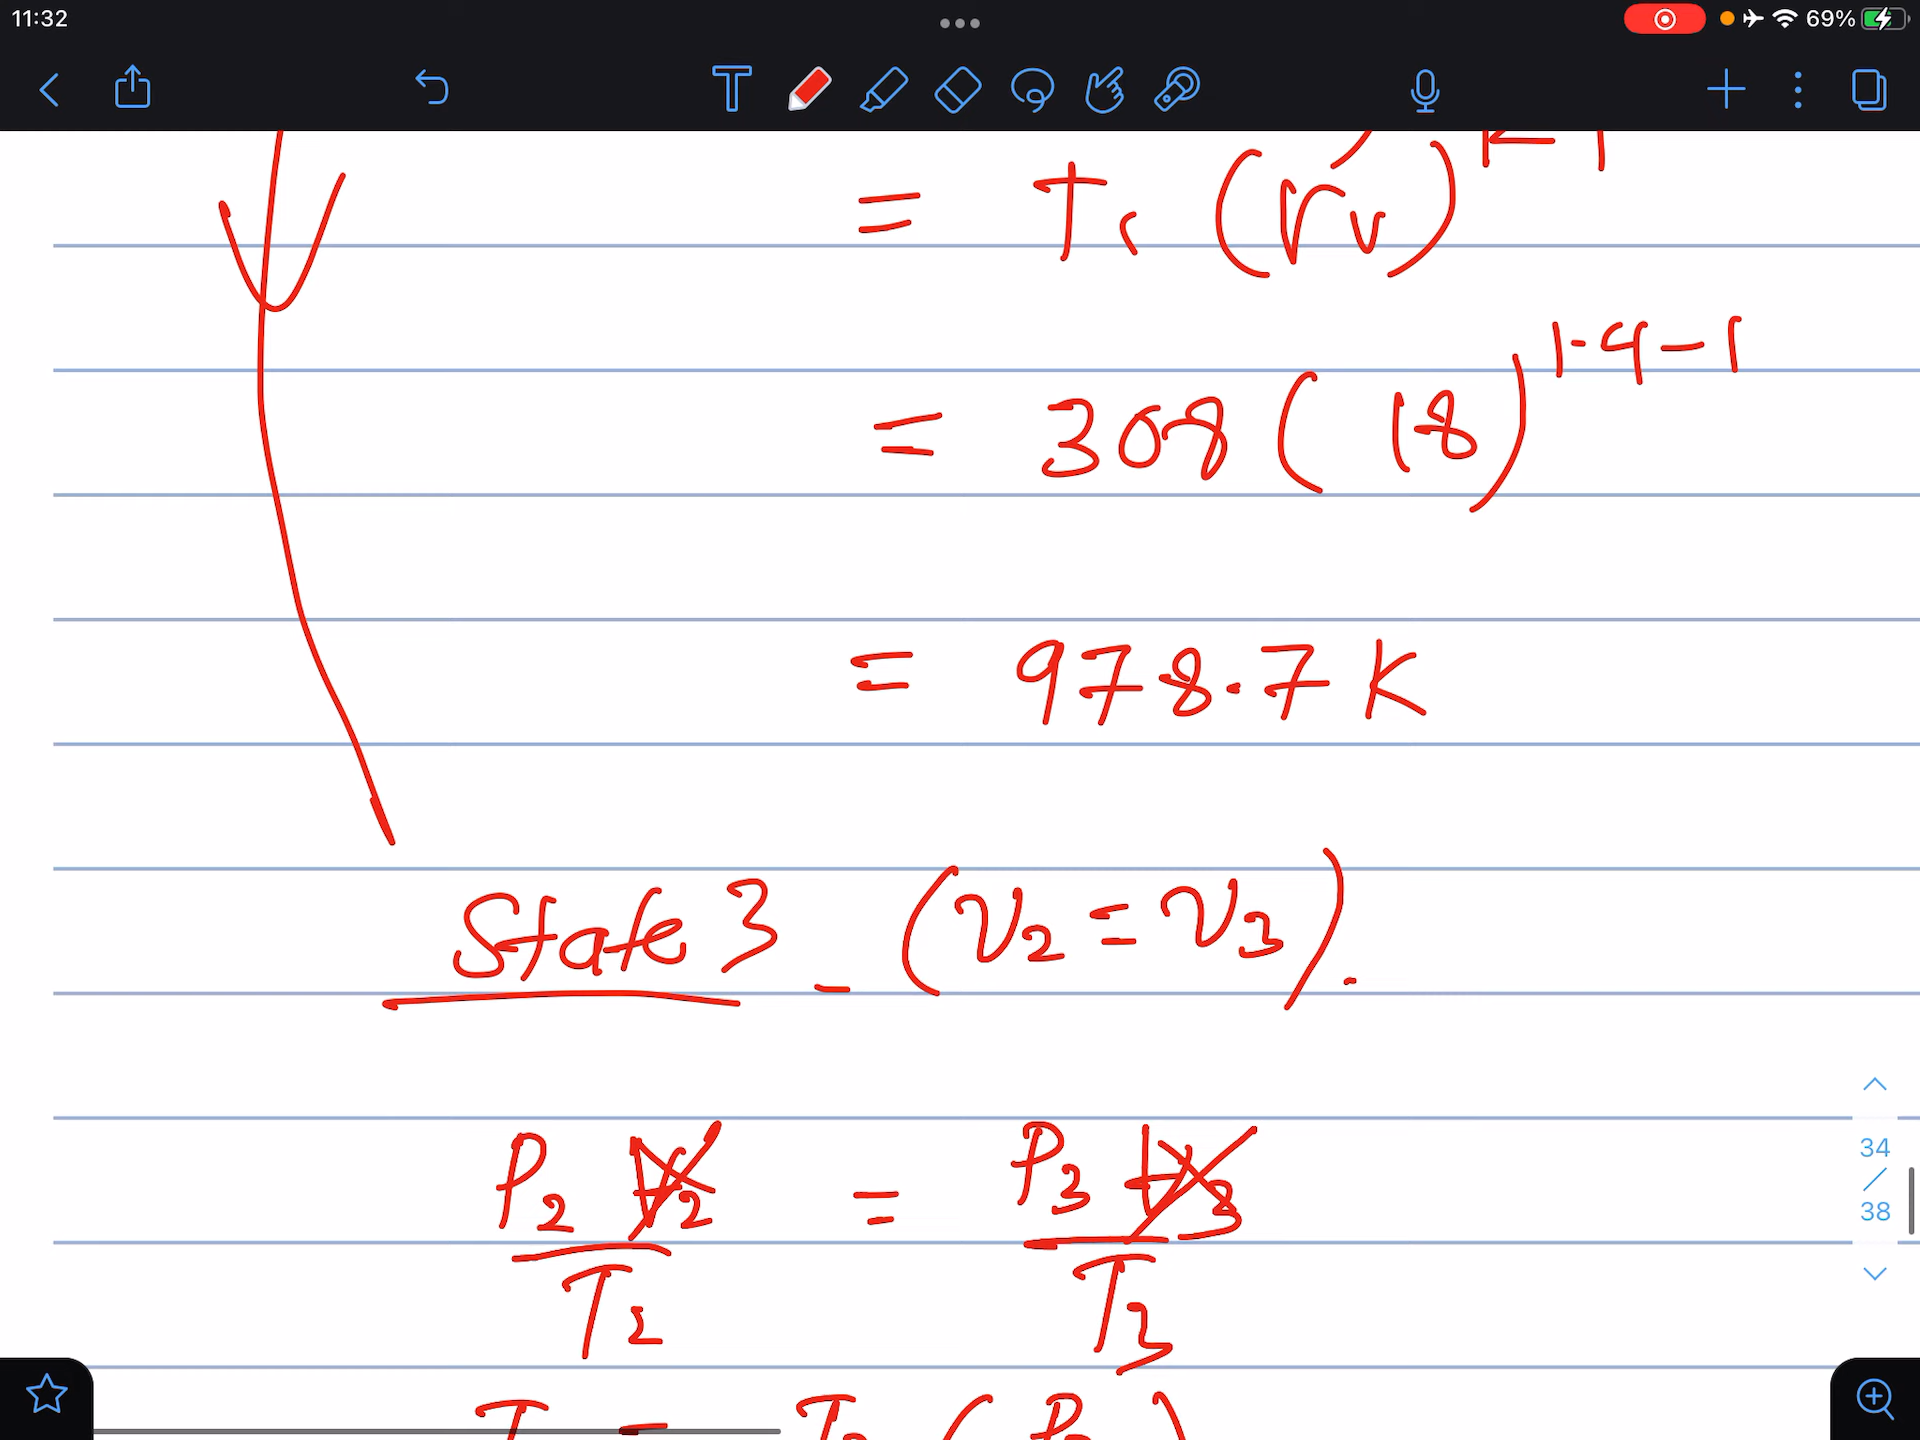 11:32
69%
= T₁ (rv)^k-1
= 308 (18)^1.4-1
= 978.7 K
State 3 - (V₂ = V₃).
P₂ V₂ = P₃ V₃
T₂ T₃
34
/
38